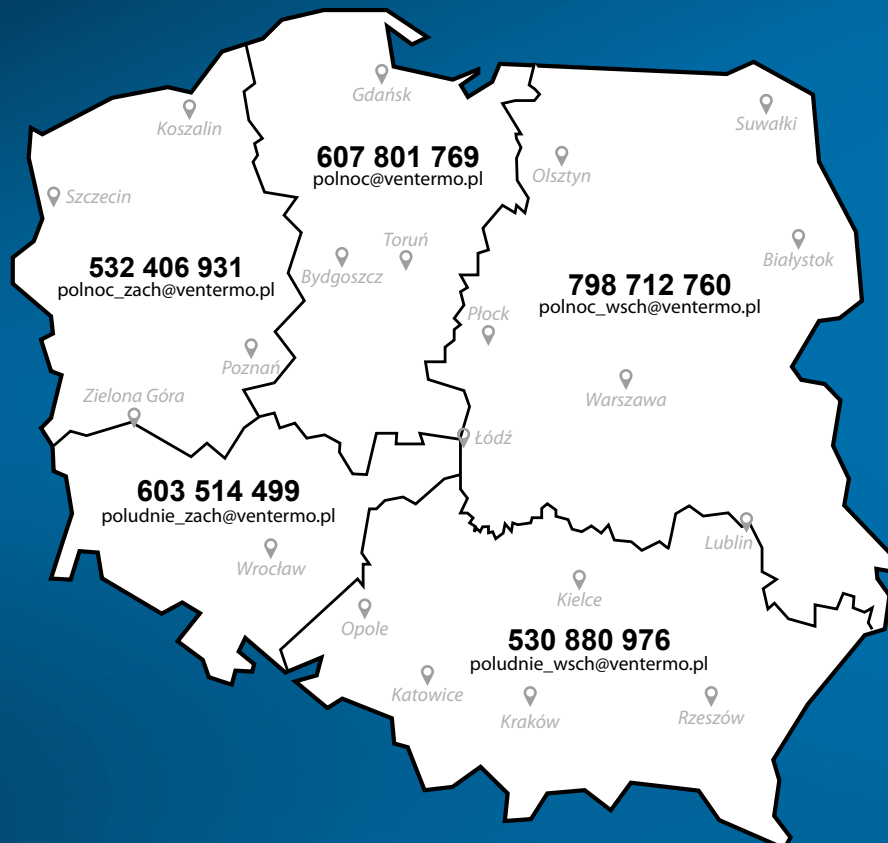 Gdańsk
Koszalin
Suwałki
607 801 769
polnoc@ventermo.pl
Olsztyn
Szczecin
Toruń
Bydgoszcz
Białystok
532 406 931
polnoc_zach@ventermo.pl
798 712 760
polnoc_wsch@ventermo.pl
Płock
Poznań
Zielona Góra
Warszawa
Łódź
603 514 499
poludnie_zach@ventermo.pl
Wrocław
Lublin
Kielce
Opole
530 880 976
poludnie_wsch@ventermo.pl
Katowice
Kraków
Rzeszów